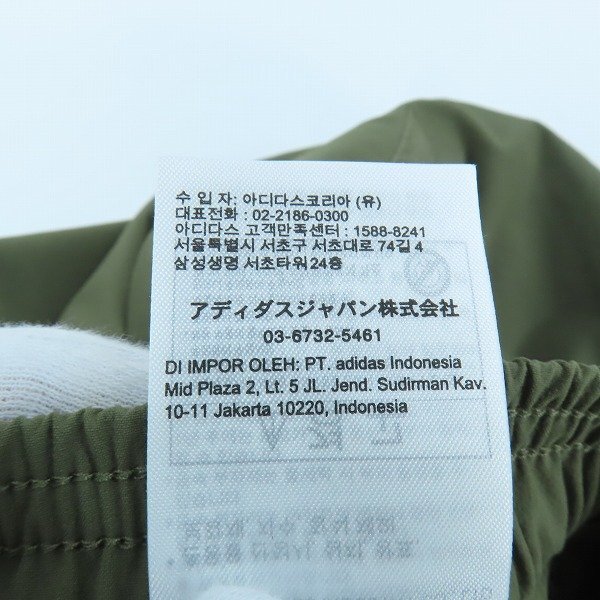 수 입 자: 아디다스코리아 (유)
대표전화 : 02-2186-0300
아디다스 고객만족센터 : 1588-8241
서울특별시 서초구 서초대로 74길 4
삼성생명 서초타워24층
アディダスジャパン株式会社
03-6732-5461
DI IMPOR OLEH: PT. adidas Indonesia
Mid Plaza 2, Lt. 5 JL. Jend. Sudirman Kav.
10-11 Jakarta 10220, Indonesia